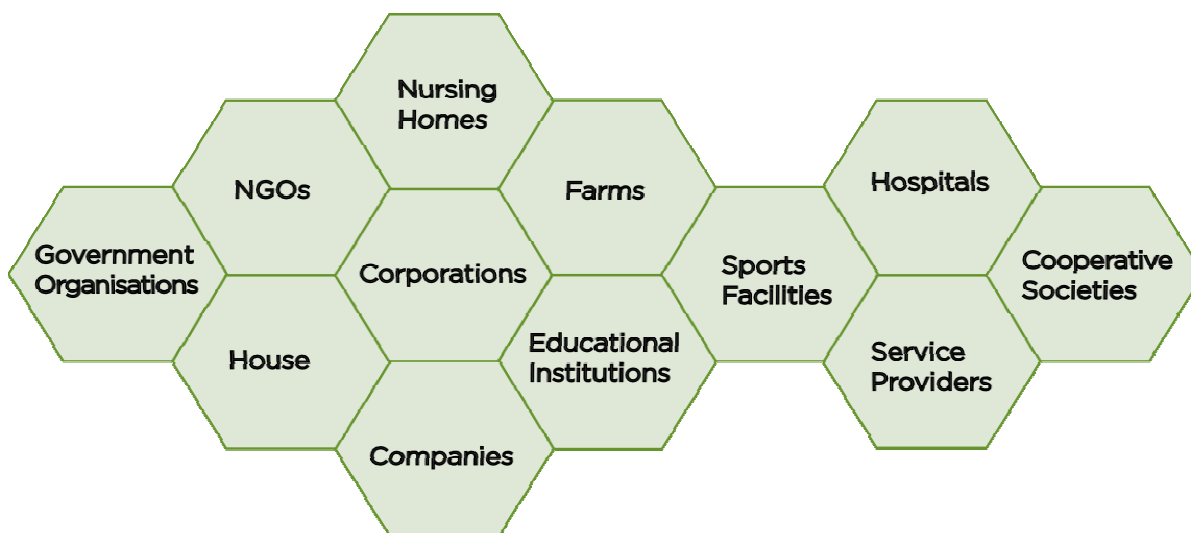 Nursing
Homes
NGOs
Farms
Hospitals
Government
Organisations
Corporations
Sports
Facilities
Cooperative
Societies
House
Educational
Institutions
Service
Providers
Companies